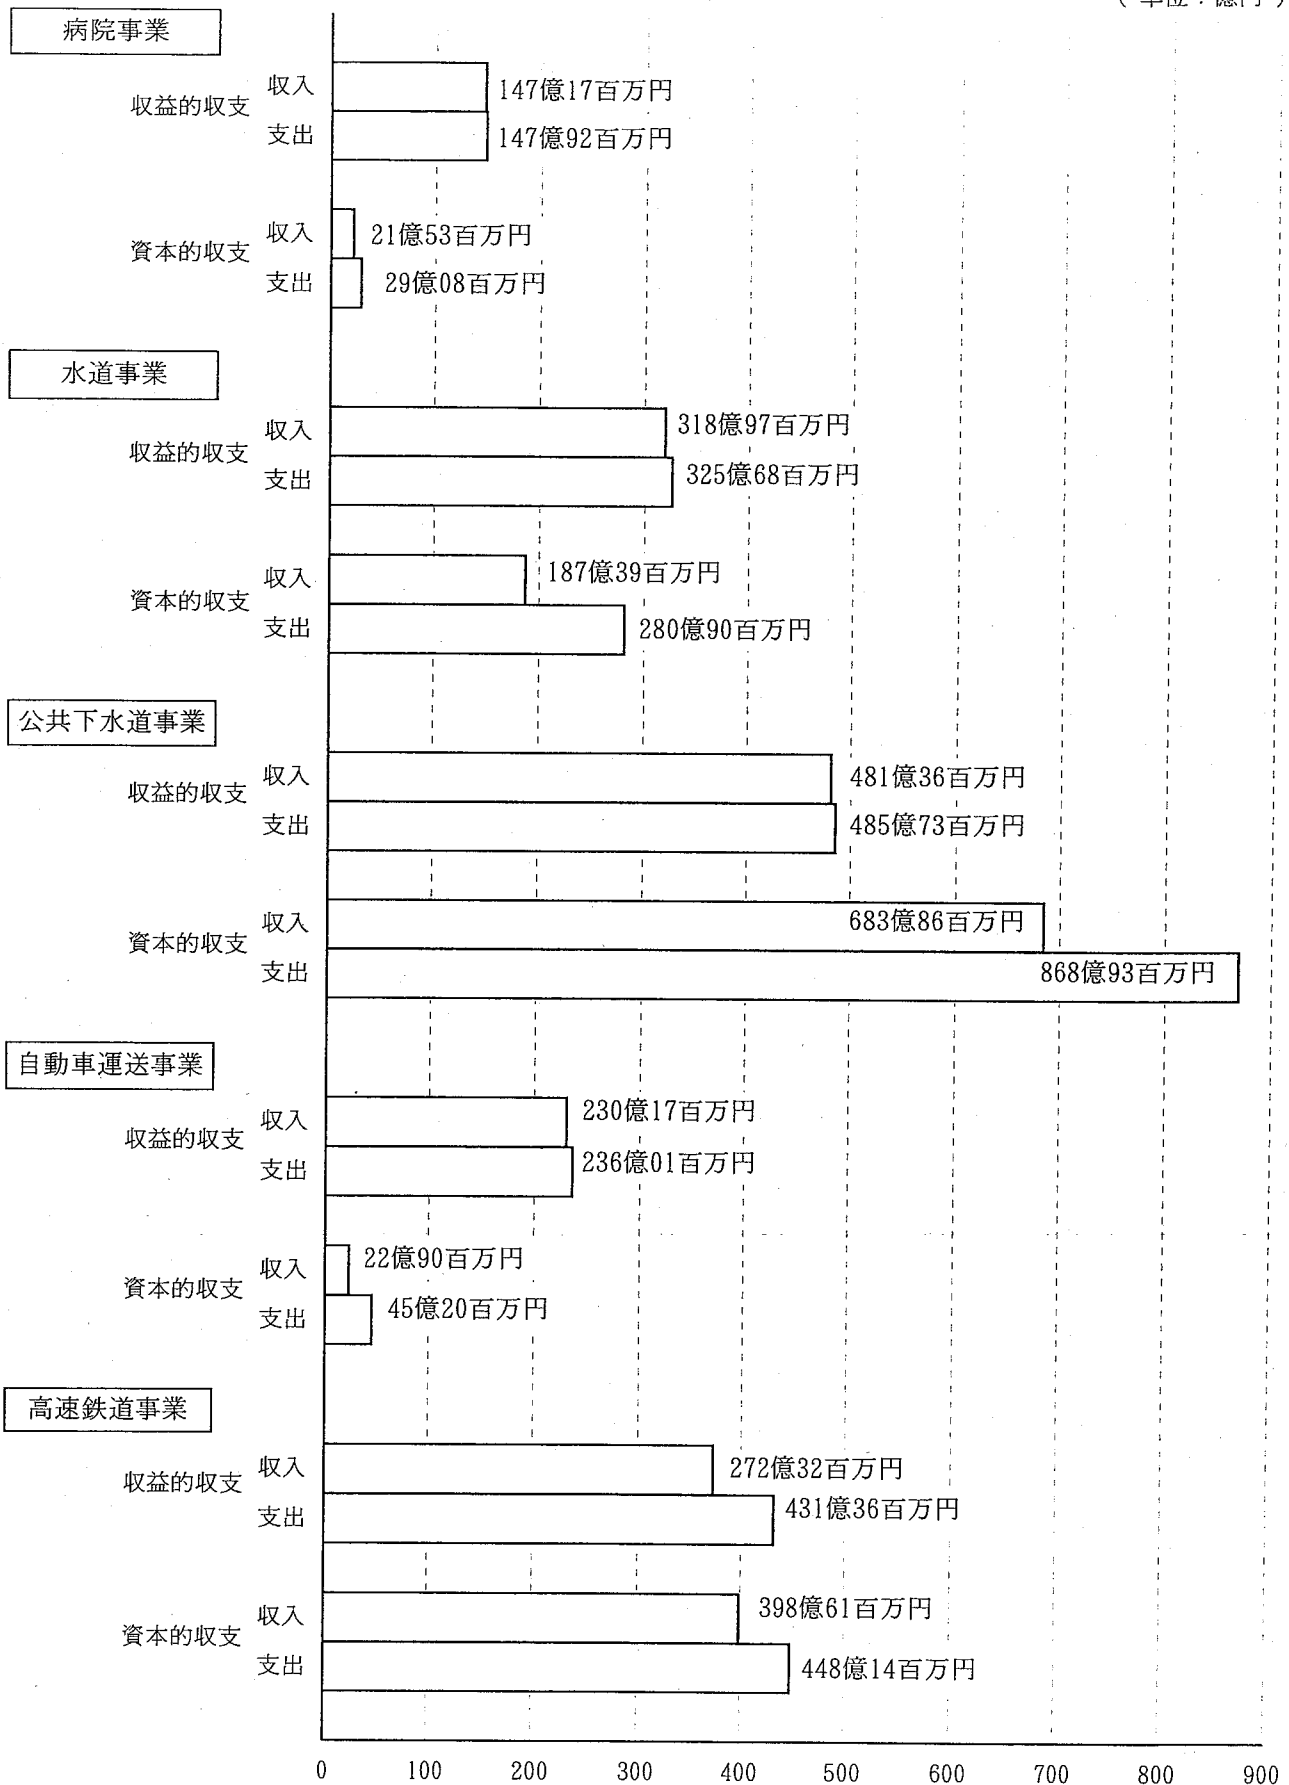 (単位：億円)
病院事業
収益的収支
収入
147億17百万円
支出
147億92百万円
資本的収支
収入
21億53百万円
支出
29億08百万円
水道事業
収益的収支
収入
318億97百万円
支出
325億68百万円
資本的収支
収入
187億39百万円
支出
280億90百万円
公共下水道事業
収益的収支
収入
481億36百万円
支出
485億73百万円
資本的収支
収入
683億86百万円
支出
868億93百万円
自動車運送事業
収益的収支
収入
230億17百万円
支出
236億01百万円
資本的収支
収入
22億90百万円
支出
45億20百万円
高速鉄道事業
収益的収支
収入
272億32百万円
支出
431億36百万円
資本的収支
収入
398億61百万円
支出
448億14百万円
0 100 200 300 400 500 600 700 800 900